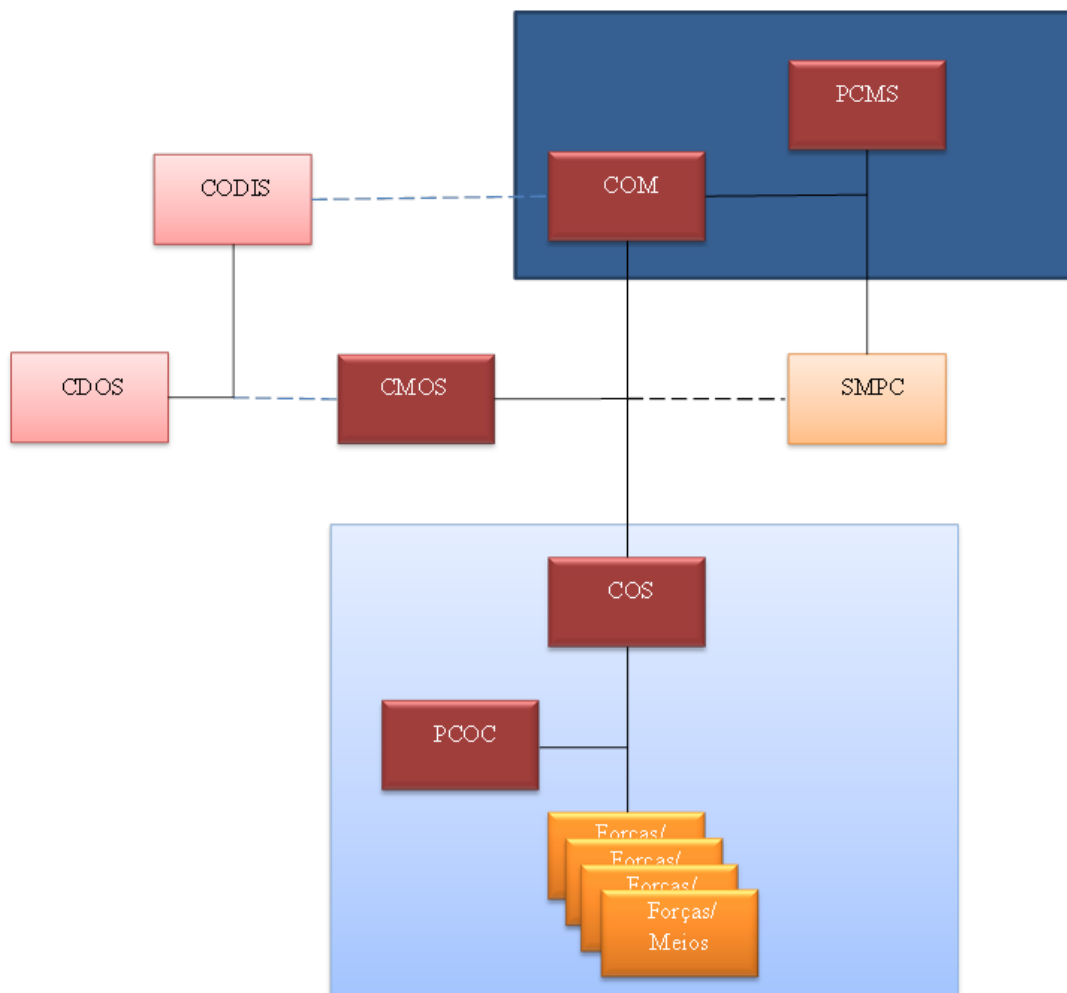 PCMS
CODIS
COM
CDOS
CMOS
SMPC
COS
PCOC
Forças/
Forças/
Forças/
Forças/
Meios